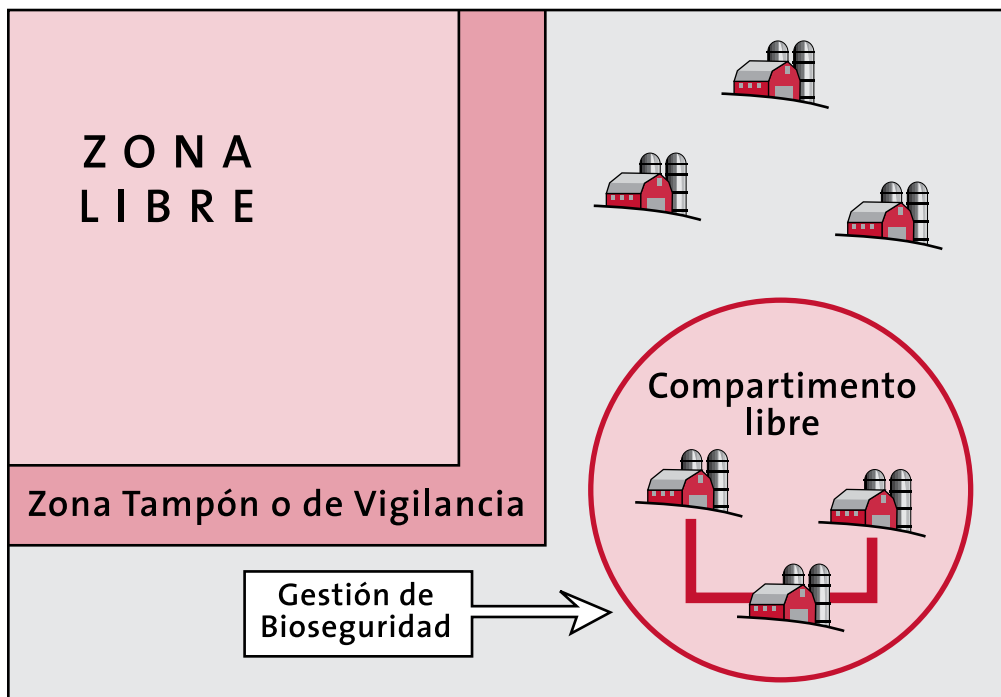 ZONA
LIBRE
Compartimento
libre
Zona Tampón o de Vigilancia
Gestión de
Bioseguridad